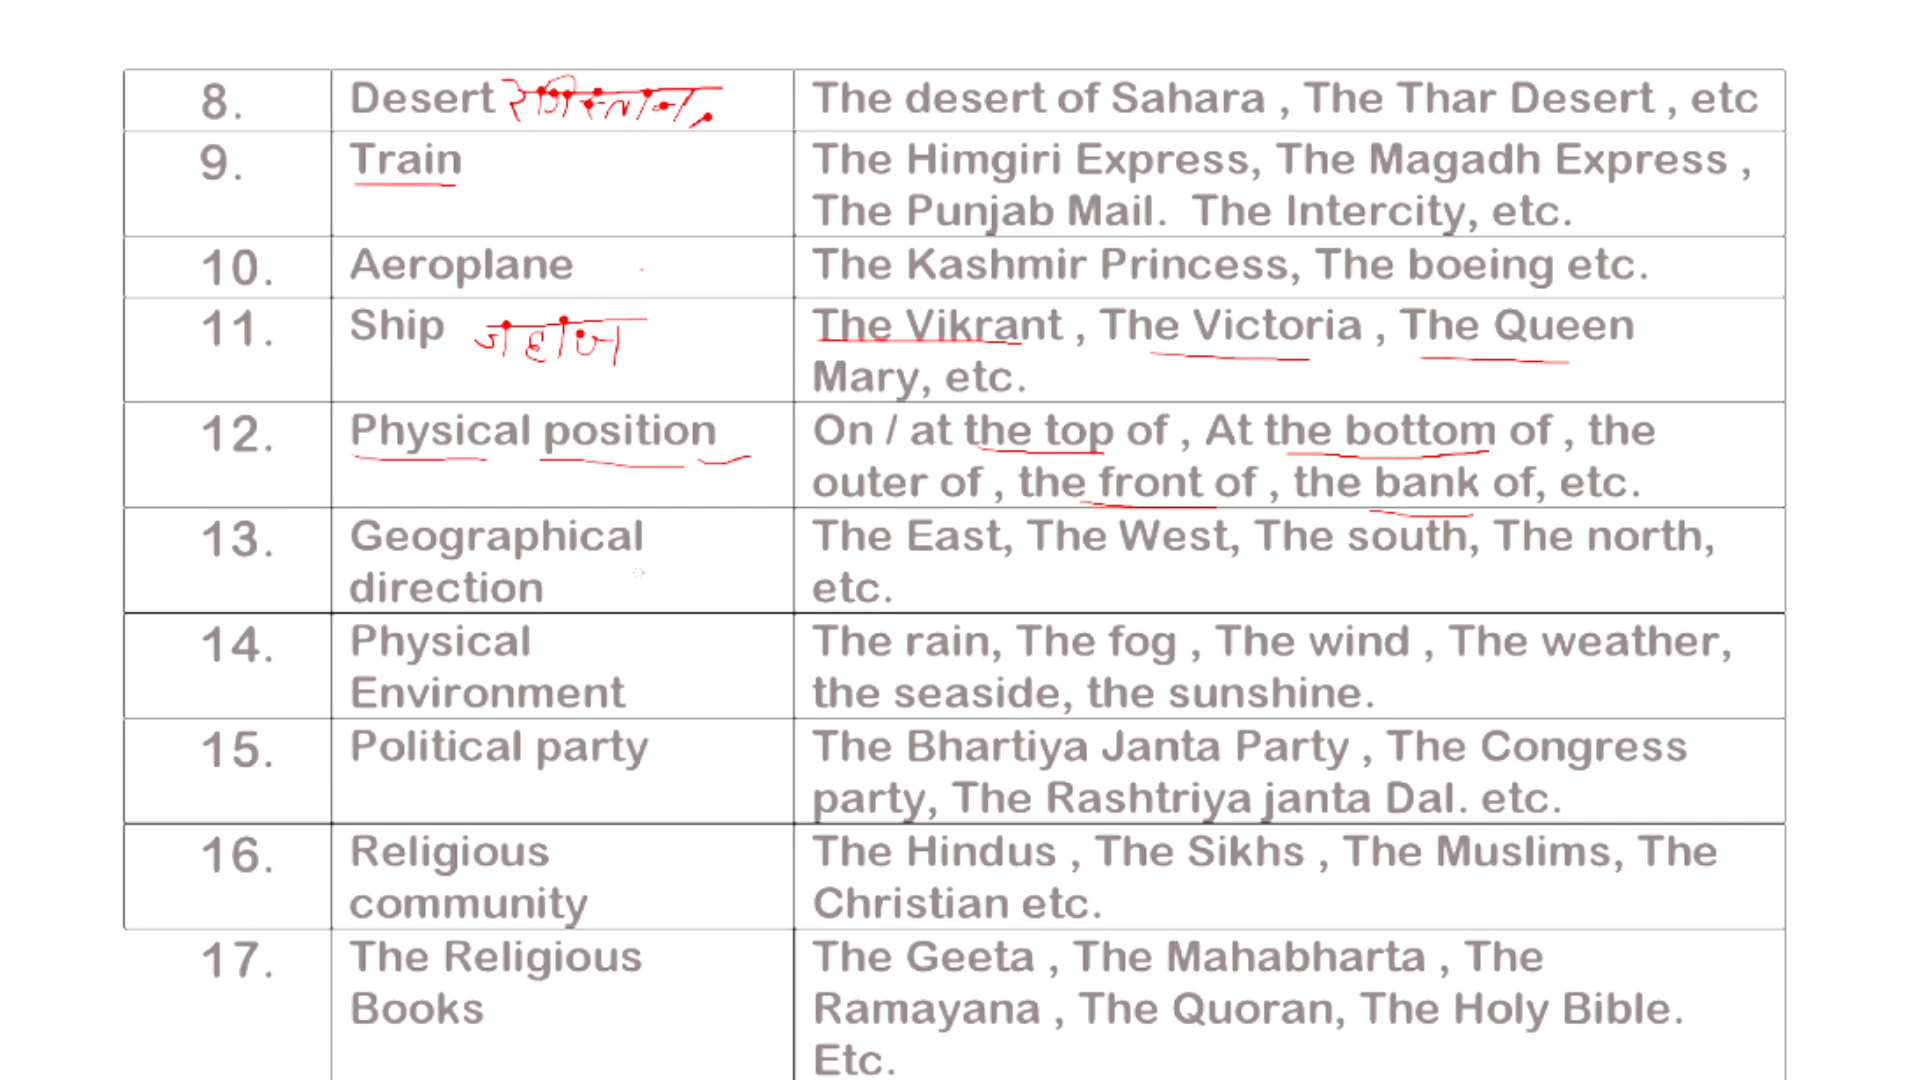 8. Desert रेगिस्तान The desert of Sahara , The Thar Desert , etc
9. Train The Himgiri Express, The Magadh Express ,
The Punjab Mail. The Intercity, etc.
10. Aeroplane The Kashmir Princess, The boeing etc.
11. Ship जहाज The Vikrant , The Victoria , The Queen
Mary, etc.
12. Physical position On / at the top of , At the bottom of , the
outer of , the front of , the bank of, etc.
13. Geographical The East, The West, The south, The north,
direction etc.
14. Physical The rain, The fog , The wind , The weather,
Environment the seaside, the sunshine.
15. Political party The Bhartiya Janta Party , The Congress
party, The Rashtriya janta Dal. etc.
16. Religious The Hindus , The Sikhs , The Muslims, The
community Christian etc.
17. The Religious The Geeta , The Mahabharta , The
Books Ramayana , The Quoran, The Holy Bible.
Etc.